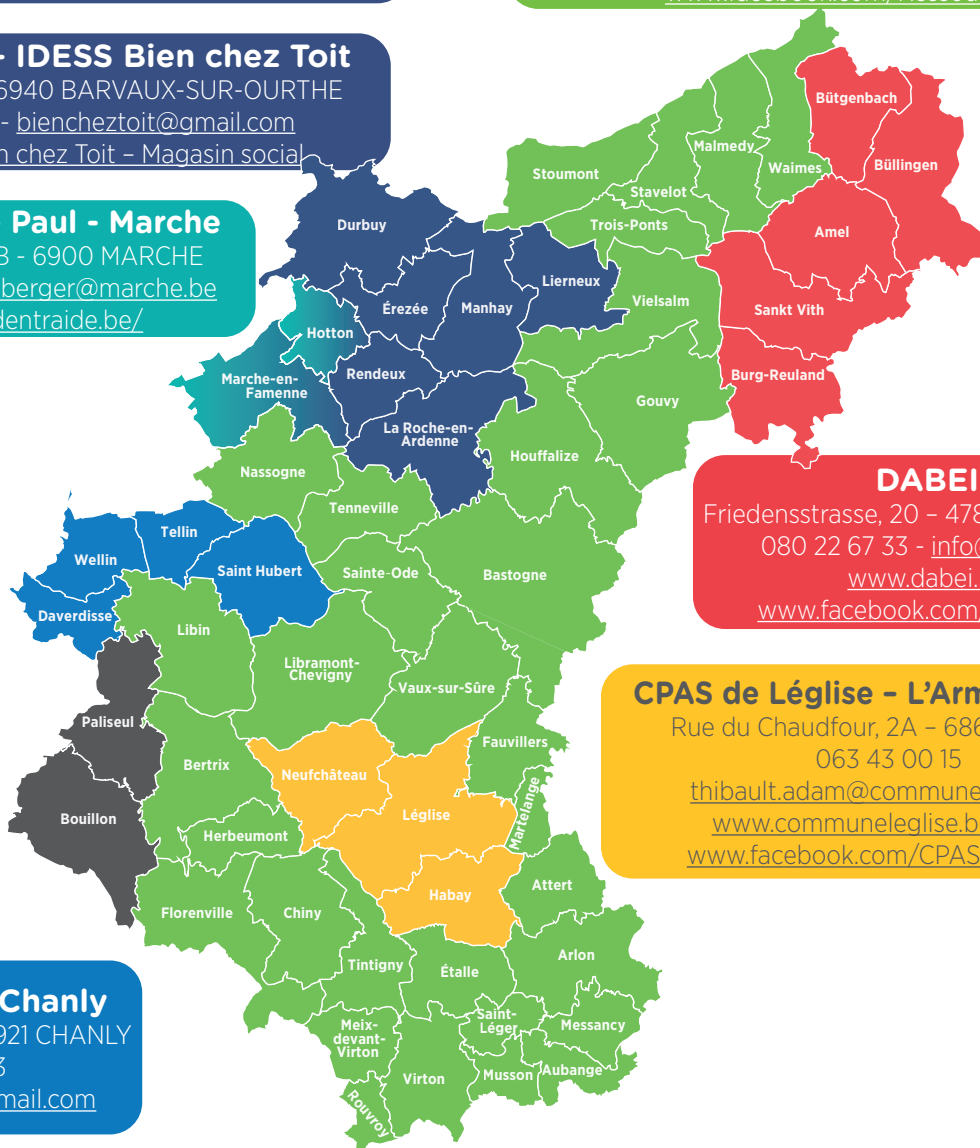 - IDESS Bien chez Toit
6940 BARVAUX-SUR-OURTHE
- biencheztoit@gmail.com
chez Toit – Magasin social
Paul - Marche
- 6900 MARCHE
berger@marche.be
dentraide.be/
Bütgenbach
Malmedy
Büllingen
Waimes
Stoumont
Stavelot
Trois-Ponts
Durbuy
Amel
Lierneux
Vielsalm
Érezée
Manhay
Sankt Vith
Hotton
Rendeux
Burg-Reuland
Marche-en-
Famenne
Gouvy
La Roche-en-
Ardenne
Houffalize
Nassogne
Tenneville
Tellin
Wellin
Saint Hubert
Sainte-Ode
Bastogne
Daverdisse
Libin
Libramont-
Chevigny
Vaux-sur-Sûre
Paliseul
Fauvillers
Bertrix
Neufchâteau
Martelange
Léglise
Bouillon
Herbeumont
Attert
Habay
Florenville
Chiny
Arlon
Tintigny
Étalle
Saint-
Léger
Messancy
Meix-
devant-
Virton
Aubange
Musson
Virton
Rouvroy
DABEI
Friedensstrasse, 20 – 478
080 22 67 33 - info@
www.dabei.
www.facebook.com/
CPAS de Léglise – L’Arm
Rue du Chaudfour, 2A – 686
063 43 00 15
thibault.adam@commune
www.communeleglise.b
www.facebook.com/CPAS
Chanly
921 CHANLY
3
mail.com